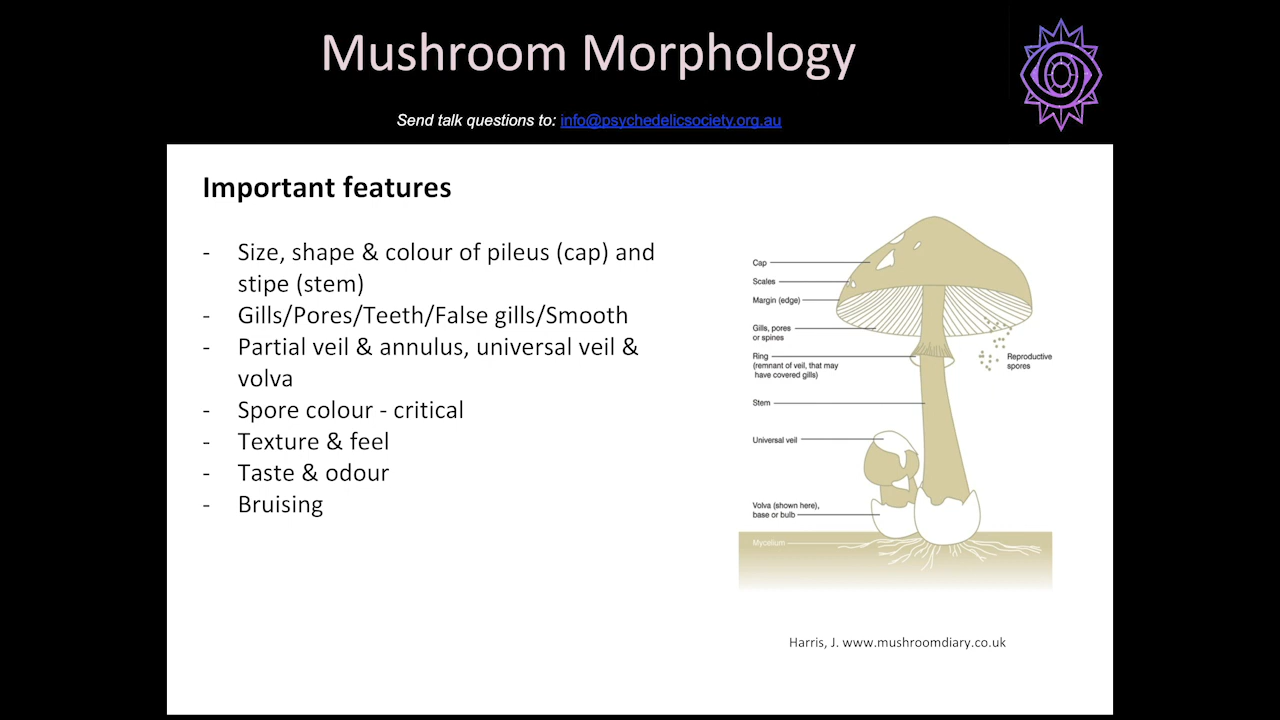 Mushroom Morphology
Send talk questions to: info@psychedelicsociety.org.au
Important features
- Size, shape & colour of pileus (cap) and
stipe (stem)
- Gills/Pores/Teeth/False gills/Smooth
- Partial veil & annulus, universal veil &
volva
- Spore colour - critical
- Texture & feel
- Taste & odour
- Bruising
Cap
Scales
Margin (edge)
Gills, pores
or spines
Ring
(remnant of veil, that may
have covered gills)
Reproductive
spores
Stem
Universal veil
Volva (shown here),
base or bulb
Mycelium
Harris, J. www.mushroomdiary.co.uk